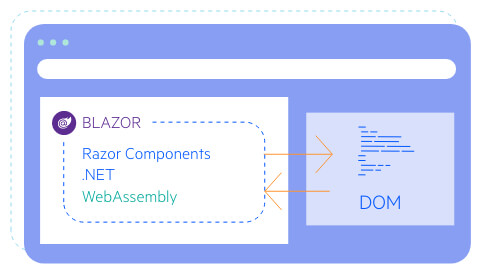 BLAZOR
Razor Components
.NET
WebAssembly
DOM